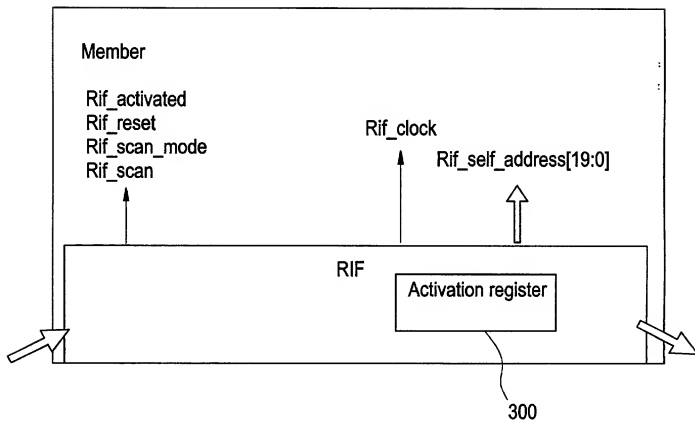 Member
Rif_activated
Rif_reset
Rif_scan_mode
Rif_scan
Rif_clock
Rif_self_address[19:0]
RIF
Activation register
300